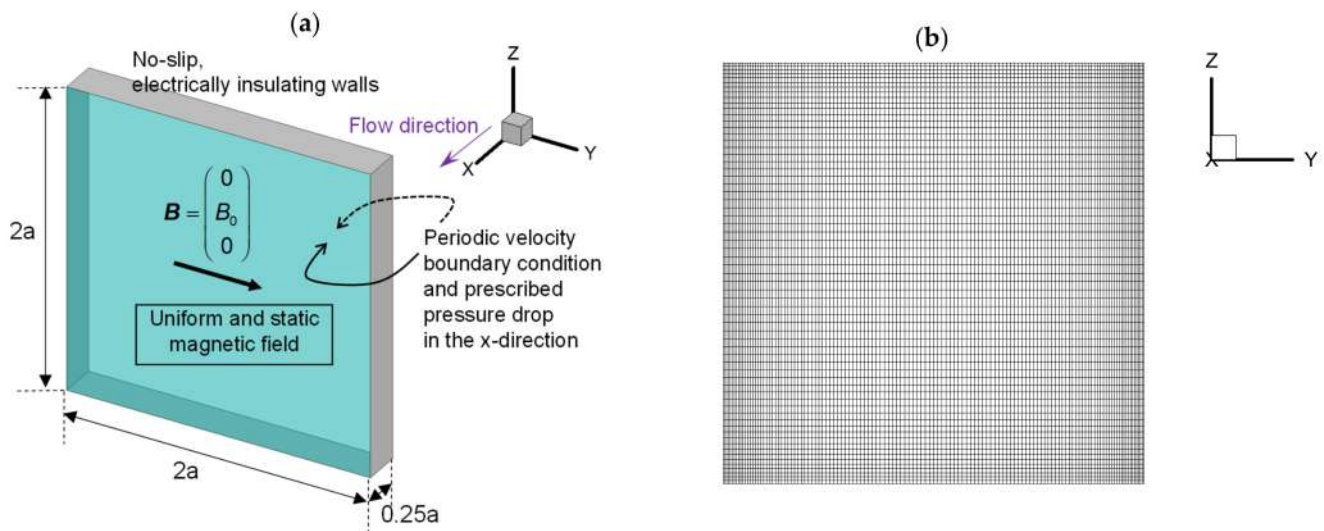 (a)
No-slip,
electrically insulating walls
Z
Flow direction
Y
X
B = ( 0
B₀
0 )
2a
Uniform and static
magnetic field
Periodic velocity
boundary condition
and prescribed
pressure drop
in the x-direction
2a
0.25a
(b)
Z
X
Y